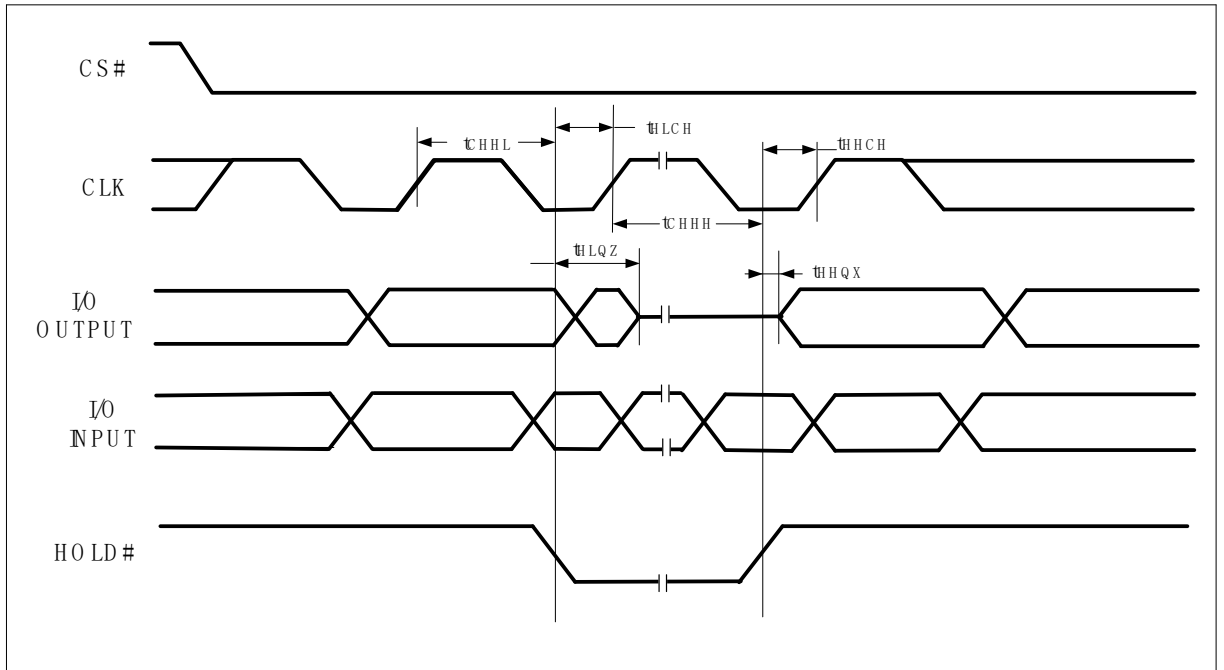 CS#
tHLCH
tCHHL
tHHCH
CLK
tCHHH
tHLQZ
tHHQX
I/O
OUTPUT
I/O
INPUT
HOLD#